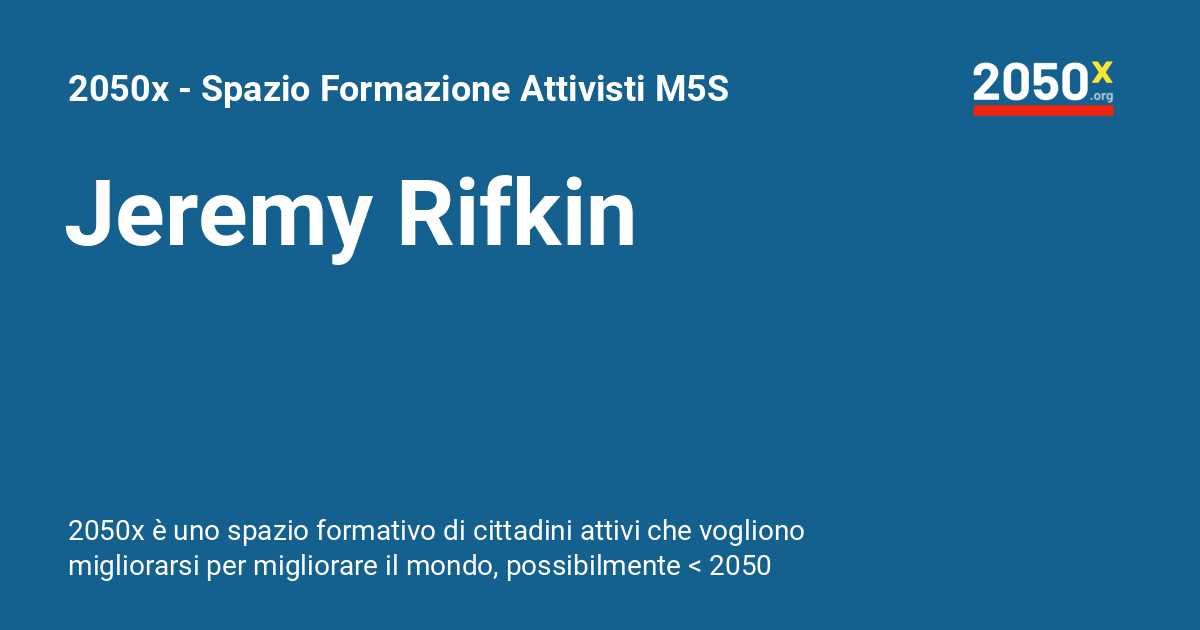 2050x - Spazio Formazione Attivisti M5S
2050x
.org
Jeremy Rifkin
2050x è uno spazio formativo di cittadini attivi che vogliono
migliorarsi per migliorare il mondo, possibilmente < 2050